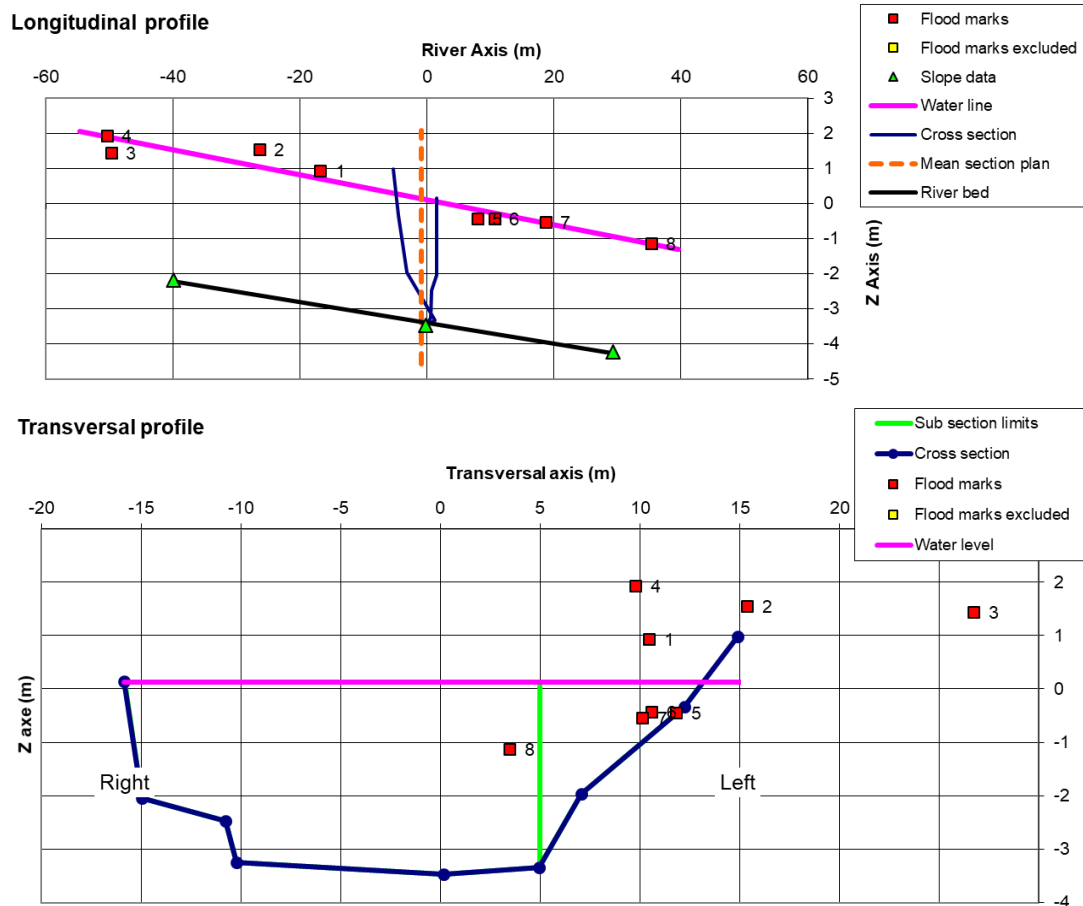 Longitudinal profile
River Axis (m)
-60 -40 -20 0 20 40 60
3
2
1
0
-1
-2
-3
-4
-5
Z Axis (m)
4
3
2
1
5
6
7
8
Flood marks
Flood marks excluded
Slope data
Water line
Cross section
Mean section plan
River bed
Transversal profile
Transversal axis (m)
-20 -15 -10 -5 0 5 10 15 20
2
1
0
-1
-2
-3
-4
Z axe (m)
4
2
3
1
6
5
7
8
Right
Left
Sub section limits
Cross section
Flood marks
Flood marks excluded
Water level